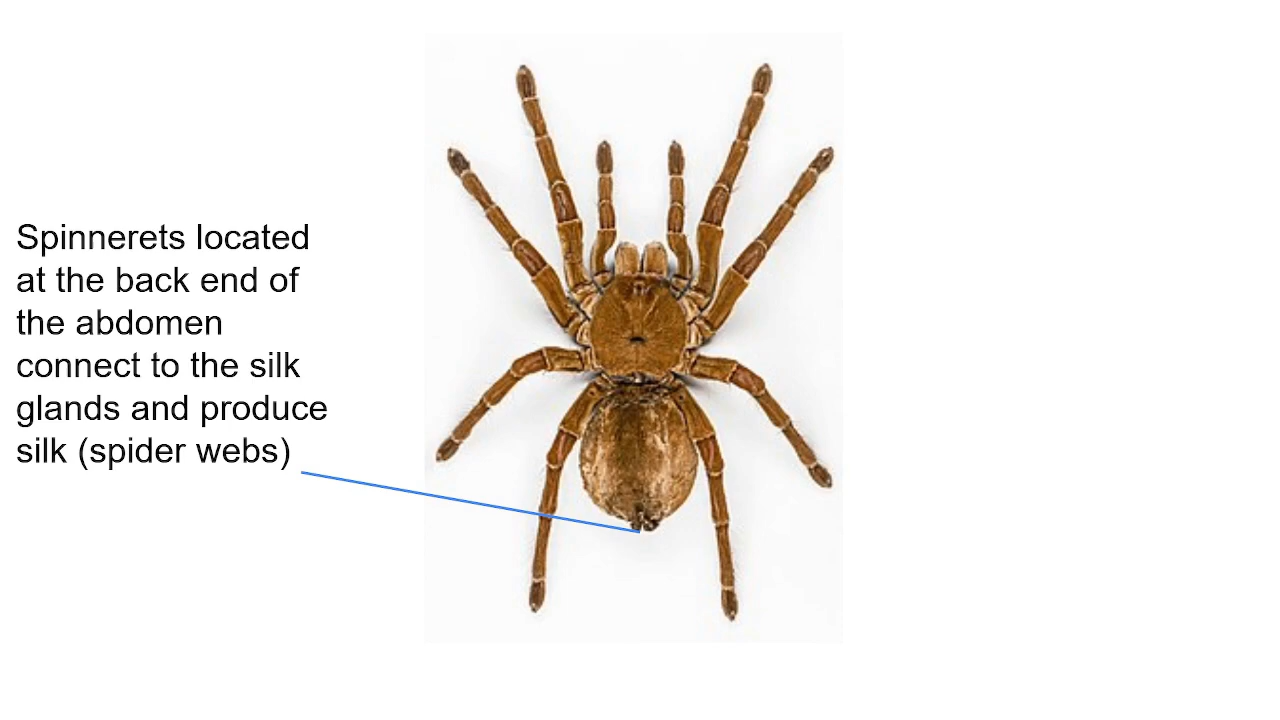 Spinnerets located
at the back end of
the abdomen
connect to the silk
glands and produce
silk (spider webs)